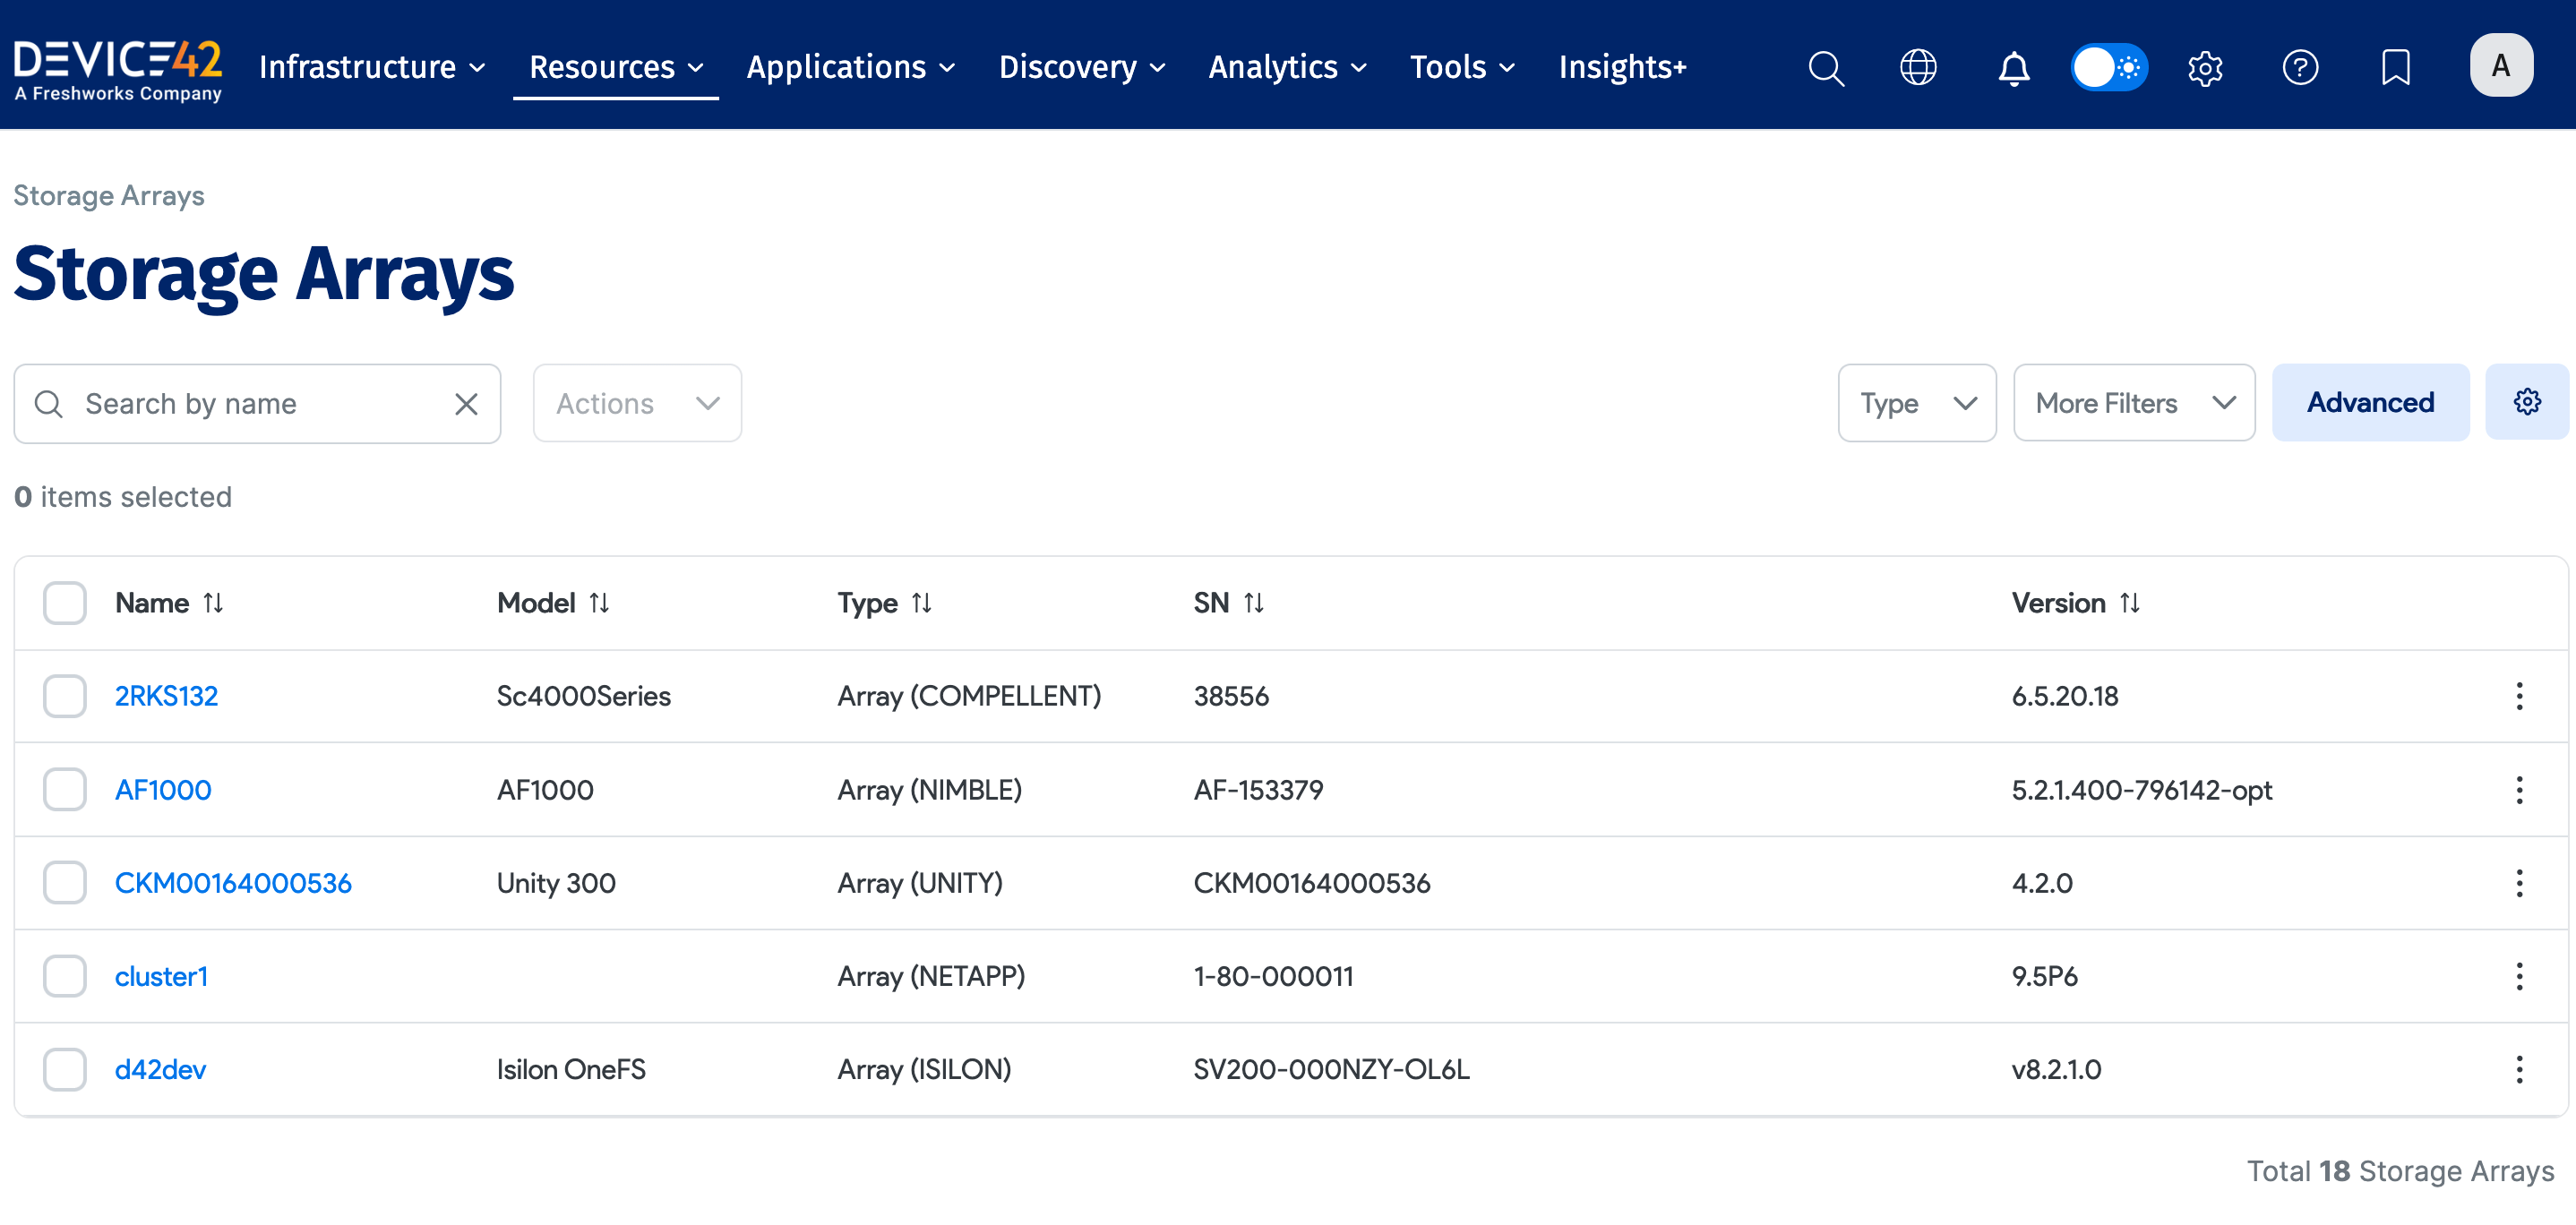 DEVICE42
A Freshworks Company
Infrastructure Resources Applications Discovery Analytics Tools Insights+ A
Storage Arrays
Storage Arrays
Search by name Actions Type More Filters Advanced
0 items selected
Name Model Type SN Version
2RKS132 Sc4000Series Array (COMPELLENT) 38556 6.5.20.18
AF1000 AF1000 Array (NIMBLE) AF-153379 5.2.1.400-796142-opt
CKM00164000536 Unity 300 Array (UNITY) CKM00164000536 4.2.0
cluster1 Array (NETAPP) 1-80-000011 9.5P6
d42dev Isilon OneFS Array (ISILON) SV200-000NZY-OL6L v8.2.1.0
Total 18 Storage Arrays